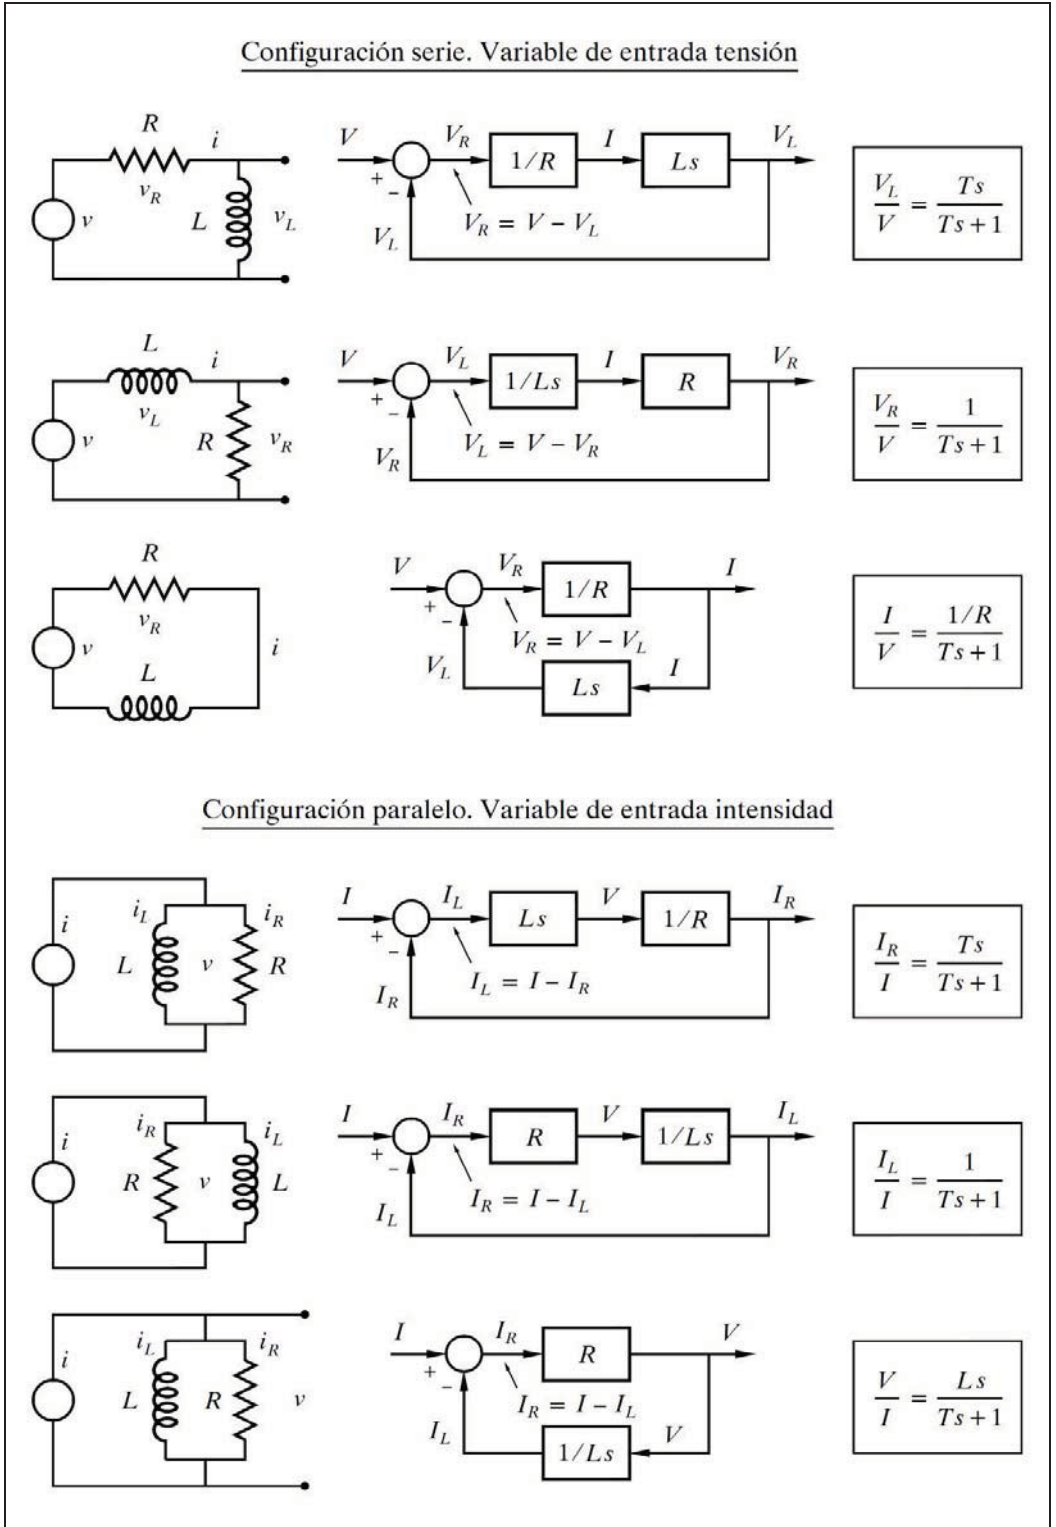 Configuración serie. Variable de entrada tensión
R i
v v_R L v_L
V + − V_R 1/R I Ls V_L
V_R = V − V_L
V_L
V_L / V = Ts / (Ts + 1)
L i
v v_L R v_R
V + − V_L 1/Ls I R V_R
V_L = V − V_R
V_R
V_R / V = 1 / (Ts + 1)
R
v v_R i
L
V + − V_R 1/R I
V_R = V − V_L
V_L Ls I
I / V = 1/R / (Ts + 1)
Configuración paralelo. Variable de entrada intensidad
i i_L i_R
L v R
I + − I_L Ls V 1/R I_R
I_L = I − I_R
I_R
I_R / I = Ts / (Ts + 1)
i i_R i_L
R v L
I + − I_R R V 1/Ls I_L
I_R = I − I_L
I_L
I_L / I = 1 / (Ts + 1)
i i_L i_R
L R v
I + − I_R R V
I_R = I − I_L
I_L 1/Ls V
V / I = Ls / (Ts + 1)